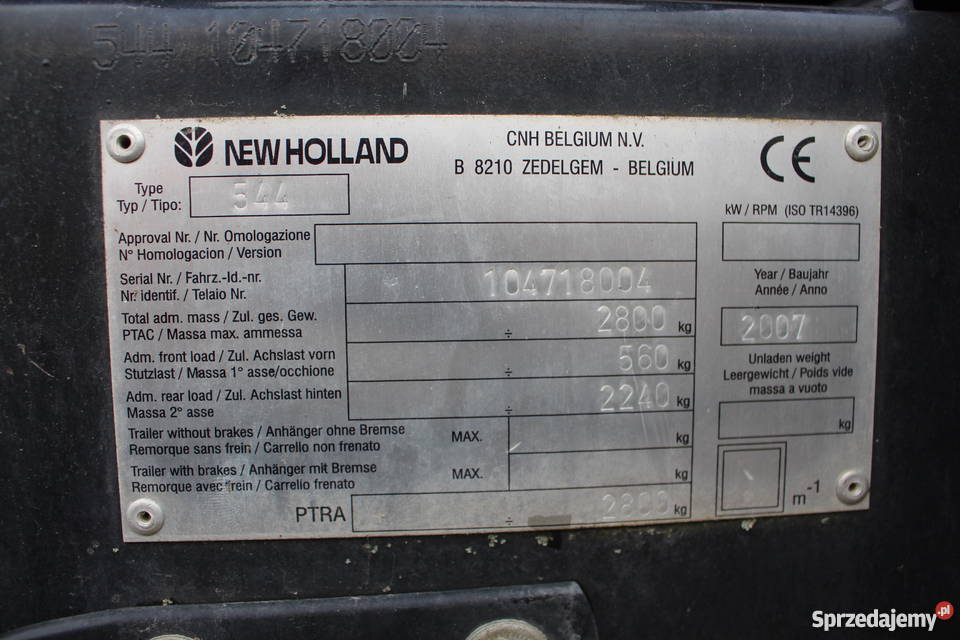 544 104718004
NEW HOLLAND
CNH BELGIUM N.V.
B 8210 ZEDELGEM - BELGIUM
CE
Type
Typ / Tipo:
544
kW / RPM (ISO TR14396)
Approval Nr. / Nr. Omologazione
N° Homologacion / Version
Serial Nr. / Fahrz.-Id.-nr.
Nr. identif. / Telaio Nr.
104718004
Year / Baujahr
Année / Anno
2007
Total adm. mass / Zul. ges. Gew.
PTAC / Massa max. ammessa
÷ 2800 kg
Adm. front load / Zul. Achslast vorn
Stutzlast / Massa 1° asse/occhione
÷ 560 kg
Unladen weight
Leergewicht / Poids vide
massa a vuoto
kg
Adm. rear load / Zul. Achslast hinten
Massa 2° asse
÷ 2240 kg
Trailer without brakes / Anhänger ohne Bremse
Remorque sans frein / Carrello non frenato
MAX. kg
Trailer with brakes / Anhänger mit Bremse
Remorque avec frein / Carrello frenato
MAX. kg
m-1
PTRA ÷ 2800 kg
Sprzedajemy.pl